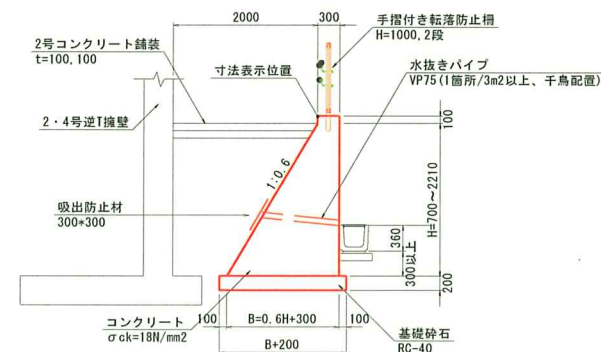 2000
300
手摺付き転落防止柵
H=1000,2段
2号コンクリート舗装
t=100,100
寸法表示位置
水抜きパイプ
VP75(1箇所/3m2以上、千鳥配置)
2・4号逆T擁壁
100
1:0.6
H=700～2210
吸出防止材
300*300
360
300以上
200
コンクリート
σck=18N/mm2
100
B=0.6H+300
100
B+200
基礎砕石
RC-40